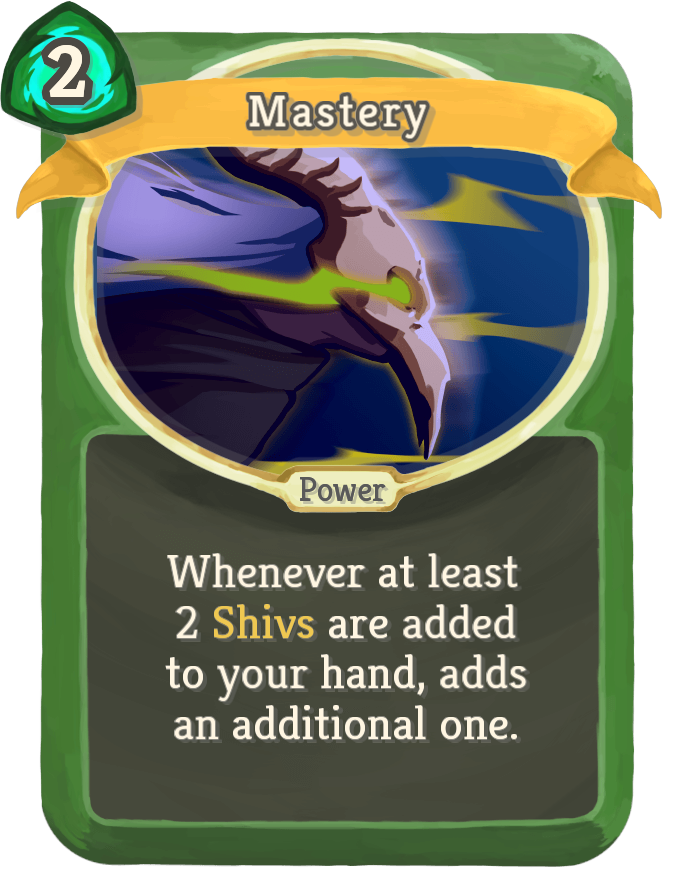 2
Mastery
Power
Whenever at least
2 Shivs are added
to your hand, adds
an additional one.